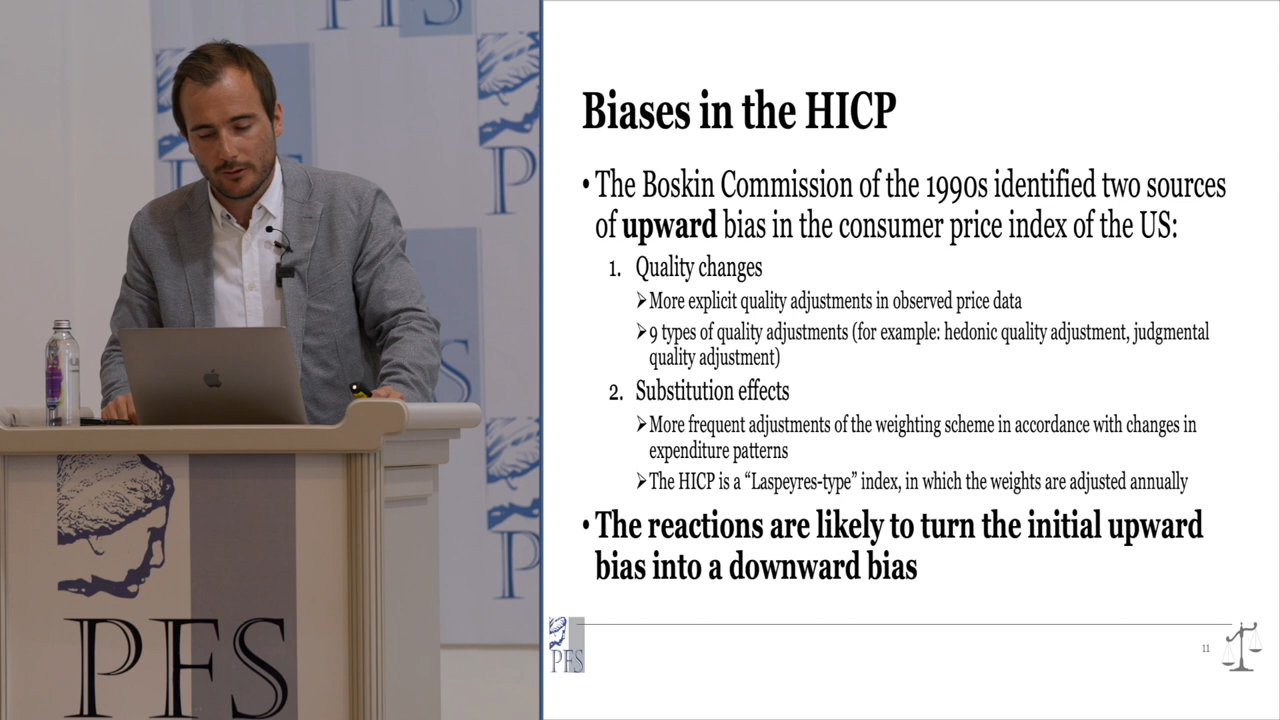 PFS
PFS
P
P
S
P
PFS
Biases in the HICP
• The Boskin Commission of the 1990s identified two sources
of upward bias in the consumer price index of the US:
1. Quality changes
➢More explicit quality adjustments in observed price data
➢9 types of quality adjustments (for example: hedonic quality adjustment, judgmental
quality adjustment)
2. Substitution effects
➢More frequent adjustments of the weighting scheme in accordance with changes in
expenditure patterns
➢The HICP is a “Laspeyres-type” index, in which the weights are adjusted annually
• The reactions are likely to turn the initial upward
bias into a downward bias
PFS
11